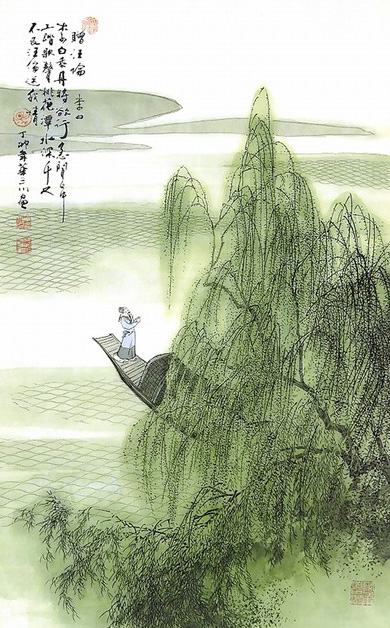 贈汪倫 李白
李白乘舟將欲行忽聞岸
上踏歌聲桃花潭水深千尺
不及汪倫送我情
丁卯年華三川畫